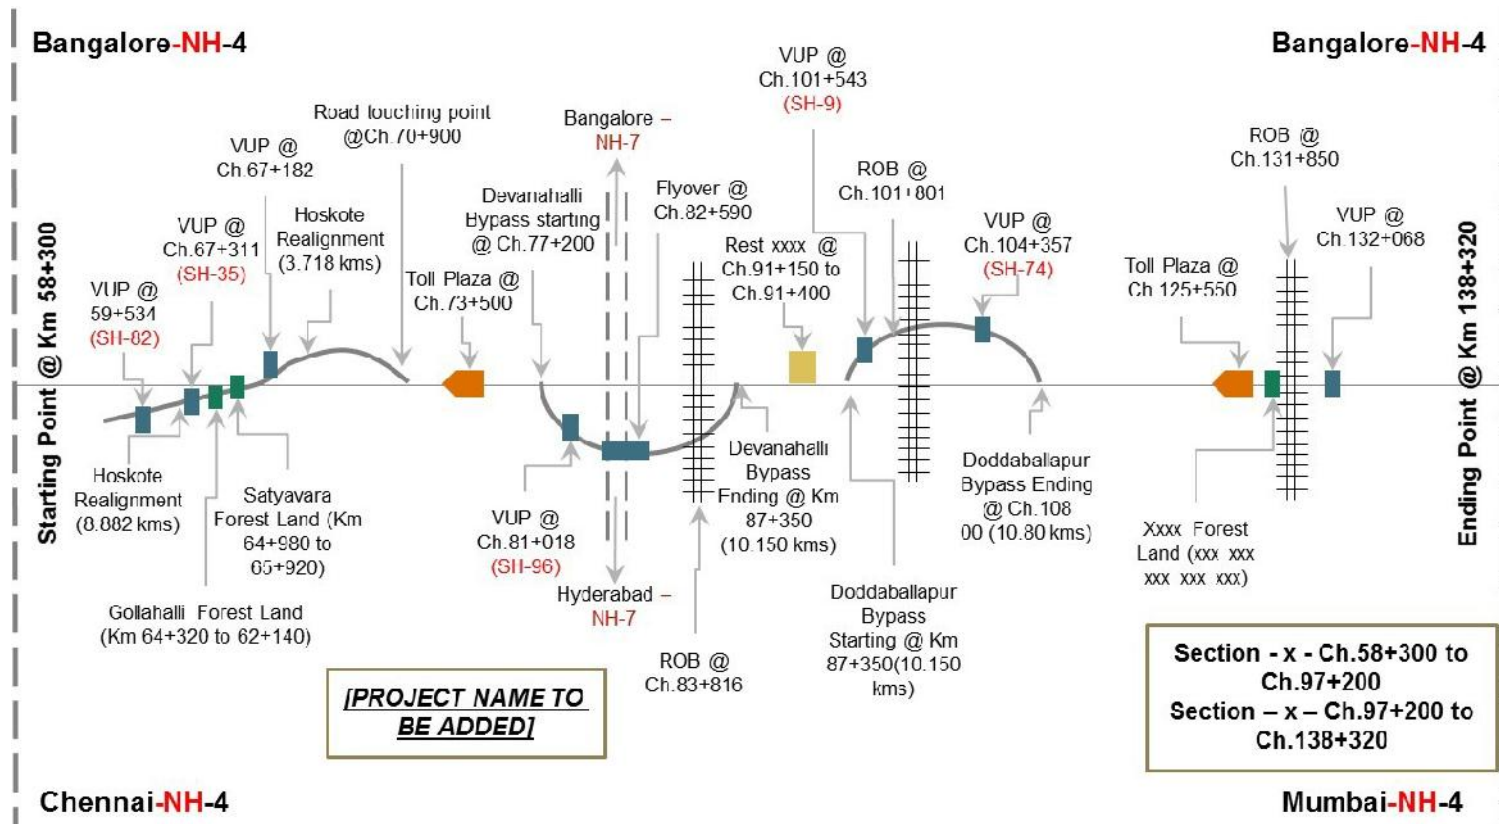 Bangalore-NH-4
Bangalore-NH-4
Starting Point @ Km 58+300
VUP @
59+534
(SH-82)
VUP @
Ch.67+311
(SH-35)
VUP @
Ch.67+182
Road touching point
@Ch.70+900
Hoskote
Realignment
(3.718 kms)
Toll Plaza @
Ch.73+500
Devanahalli
Bypass starting
@ Ch.77+200
Bangalore –
NH-7
Flyover @
Ch.82+590
Rest xxxx @
Ch.91+150 to
Ch.91+400
VUP @
Ch.101+543
(SH-9)
ROB @
Ch.101+801
VUP @
Ch.104+357
(SH-74)
Toll Plaza @
Ch 125+550
ROB @
Ch.131+850
VUP @
Ch.132+068
Ending Point @ Km 138+320
Hoskote
Realignment
(8.882 kms)
Satyavara
Forest Land (Km
64+980 to
65+920)
Gollahalli Forest Land
(Km 64+320 to 62+140)
VUP @
Ch.81+018
(SH-96)
Hyderabad –
NH-7
ROB @
Ch.83+816
Devanahalli
Bypass
Ending @ Km
87+350
(10.150 kms)
Doddaballapur
Bypass
Starting @ Km
87+350(10.150
kms)
Doddaballapur
Bypass Ending
@ Ch.108
00 (10.80 kms)
Xxxx Forest
Land (xxx xxx
xxx xxx xxx)
[PROJECT NAME TO
BE ADDED]
Section - x - Ch.58+300 to
Ch.97+200
Section – x – Ch.97+200 to
Ch.138+320
Chennai-NH-4
Mumbai-NH-4